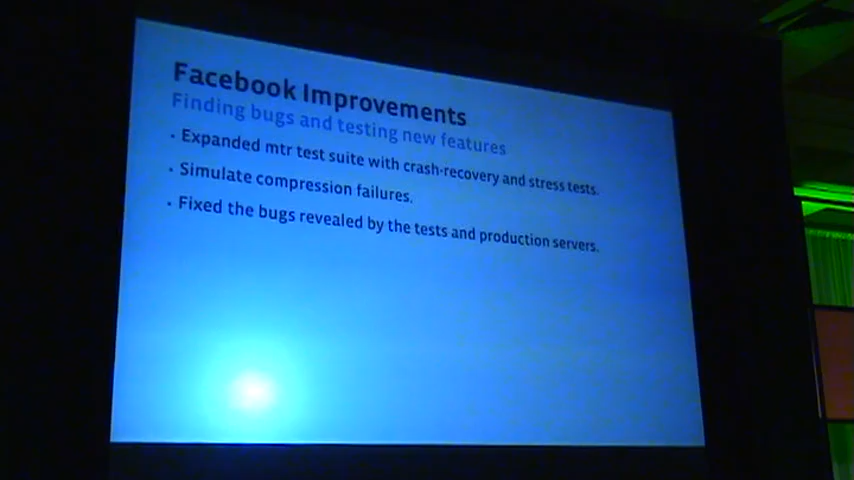 Facebook Improvements
Finding bugs and testing new features
• Expanded mtr test suite with crash-recovery and stress tests.
• Simulate compression failures.
• Fixed the bugs revealed by the tests and production servers.